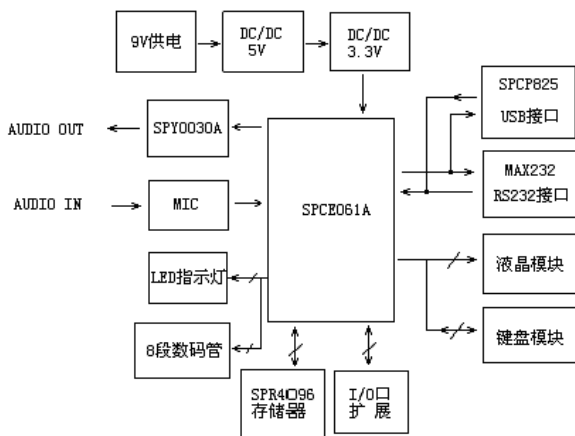 9V供电
DC/DC
5V
DC/DC
3.3V
SPCP825
USB接口
AUDIO OUT
SPY0030A
MAX232
RS232接口
AUDIO IN
MIC
SPCE061A
LED指示灯
液晶模块
8段数码管
键盘模块
SPR4096
存储器
I/O口
扩 展